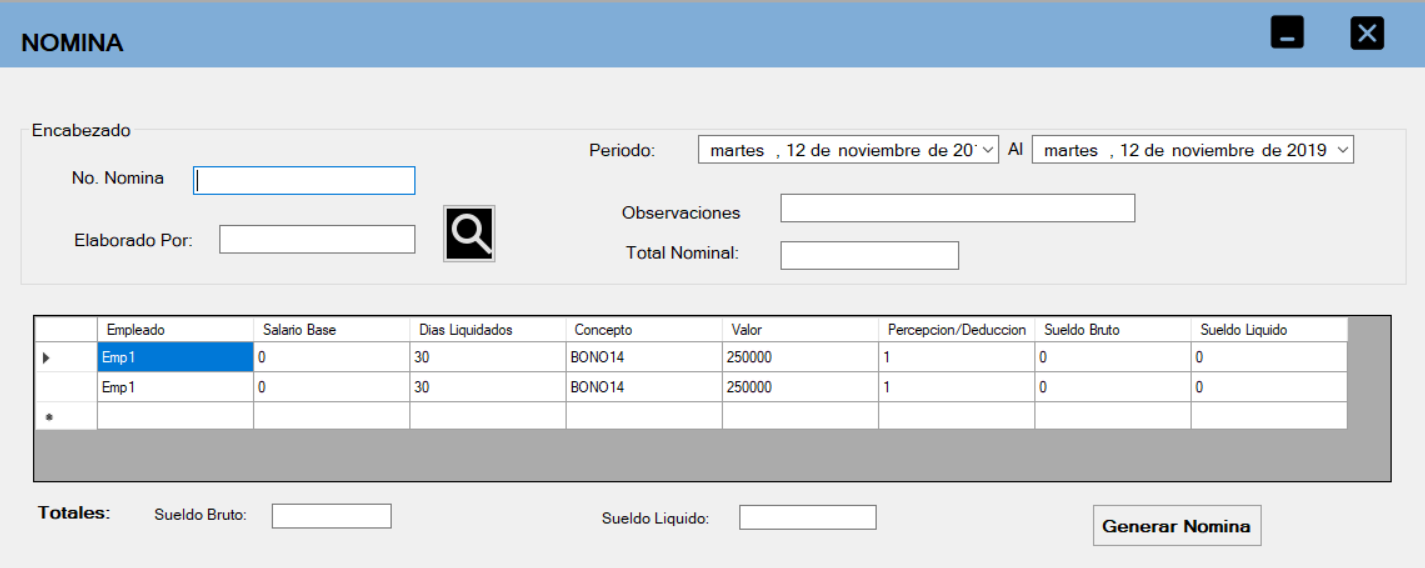 NOMINA
Encabezado
Periodo: martes , 12 de noviembre de 20 Al martes , 12 de noviembre de 2019
No. Nomina
Observaciones
Elaborado Por:
Total Nominal:
Empleado Salario Base Dias Liquidados Concepto Valor Percepcion/Deduccion Sueldo Bruto Sueldo Liquido
Emp1 0 30 BONO14 250000 1 0 0
Emp1 0 30 BONO14 250000 1 0 0
Totales: Sueldo Bruto: Sueldo Liquido: Generar Nomina